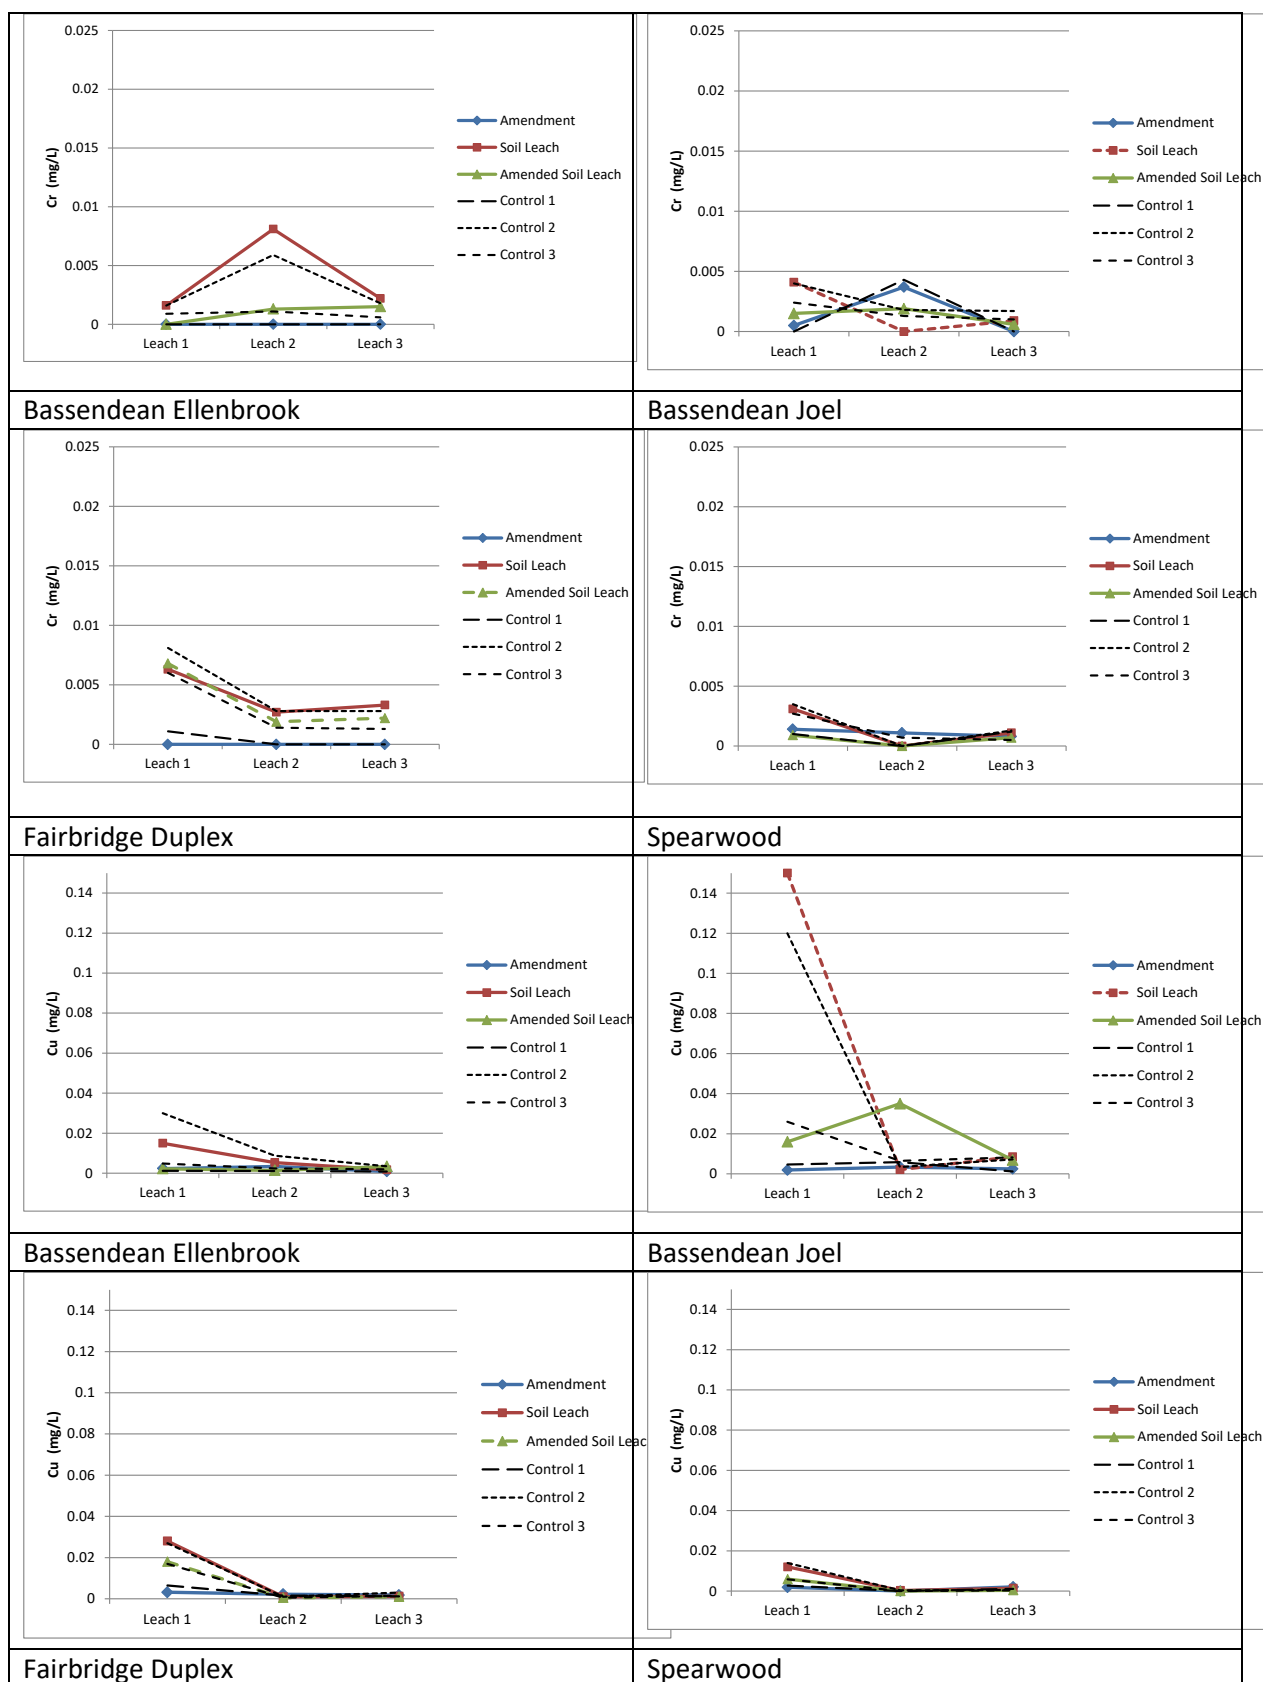 0.025
0.02
0.015
0.01
0.005
0
Cr (mg/L)
Leach 1 Leach 2 Leach 3
Amendment
Soil Leach
Amended Soil Leach
Control 1
Control 2
Control 3
0.025
0.02
0.015
0.01
0.005
0
Cr (mg/L)
Leach 1 Leach 2 Leach 3
Amendment
Soil Leach
Amended Soil Leach
Control 1
Control 2
Control 3
Bassendean Ellenbrook
Bassendean Joel
0.025
0.02
0.015
0.01
0.005
0
Cr (mg/L)
Leach 1 Leach 2 Leach 3
Amendment
Soil Leach
Amended Soil Leach
Control 1
Control 2
Control 3
0.025
0.02
0.015
0.01
0.005
0
Cr (mg/L)
Leach 1 Leach 2 Leach 3
Amendment
Soil Leach
Amended Soil Leach
Control 1
Control 2
Control 3
Fairbridge Duplex
Spearwood
0.14
0.12
0.1
0.08
0.06
0.04
0.02
0
Cu (mg/L)
Leach 1 Leach 2 Leach 3
Amendment
Soil Leach
Amended Soil Leach
Control 1
Control 2
Control 3
0.14
0.12
0.1
0.08
0.06
0.04
0.02
0
Cu (mg/L)
Leach 1 Leach 2 Leach 3
Amendment
Soil Leach
Amended Soil Leach
Control 1
Control 2
Control 3
Bassendean Ellenbrook
Bassendean Joel
0.14
0.12
0.1
0.08
0.06
0.04
0.02
0
Cu (mg/L)
Leach 1 Leach 2 Leach 3
Amendment
Soil Leach
Amended Soil Leac
Control 1
Control 2
Control 3
0.14
0.12
0.1
0.08
0.06
0.04
0.02
0
Cu (mg/L)
Leach 1 Leach 2 Leach 3
Amendment
Soil Leach
Amended Soil Leach
Control 1
Control 2
Control 3
Fairbridge Duplex
Spearwood